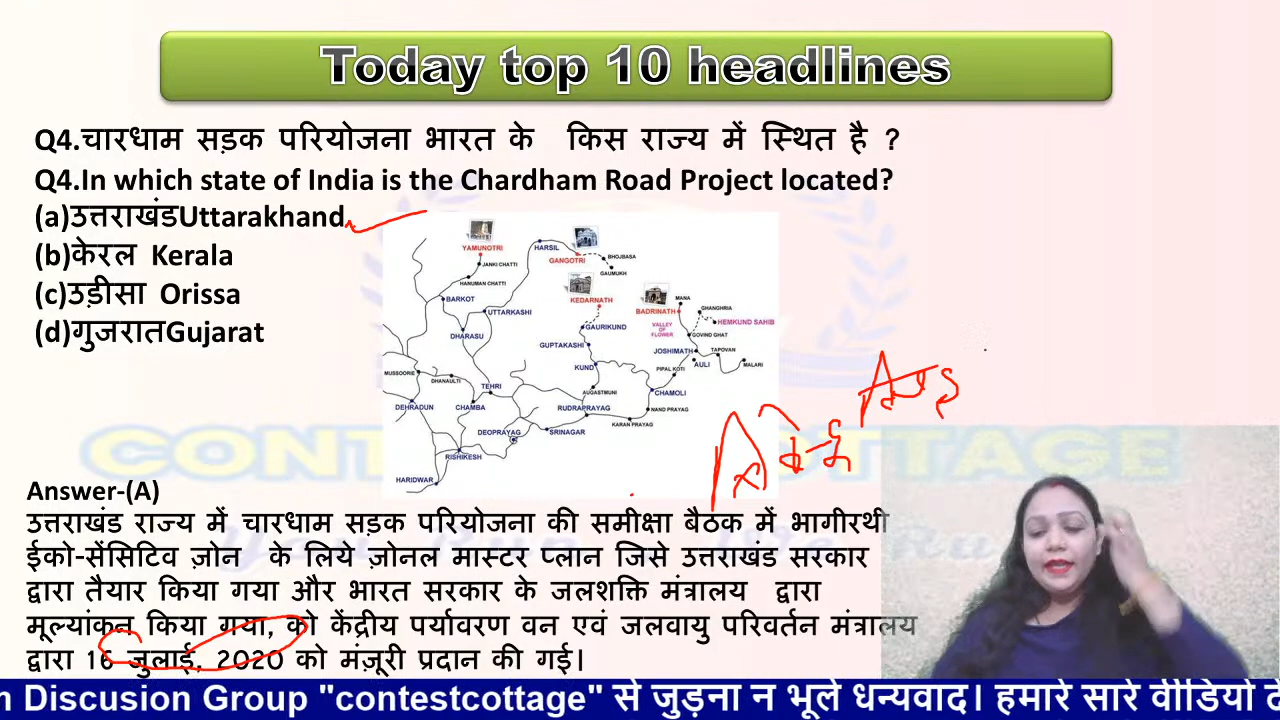 Today top 10 headlines
Q4.चारधाम सड़क परियोजना भारत के किस राज्य में स्थित है ?
Q4.In which state of India is the Chardham Road Project located?
(a)उत्तराखंडUttarakhand
(b)केरल Kerala
(c)उड़ीसा Orissa
(d)गुजरातGujarat
YAMUNOTRI
JANKI CHATTI
HANUMAN CHATTI
BARKOT
HARSIL
GANGOTRI
BHOJBASA
GAUMUKH
UTTARKASHI
DHARASU
KEDARNATH
GAURIKUND
GUPTAKASHI
KUND
AUGASTMUNI
BADRINATH
MANA
GHANGHRIA
HEMKUND SAHIB
VALLEY
OF
FLOWER
GOVIND GHAT
JOSHIMATH
TAPOVAN
AULI
MALARI
PIPAL KOTI
CHAMOLI
NAND PRAYAG
KARAN PRAYAG
RUDRAPRAYAG
SRINAGAR
DEOPRAYAG
TEHRI
CHAMBA
DHANAULTI
MUSSOORIE
DEHRADUN
RISHIKESH
HARIDWAR
Answer-(A)
उत्तराखंड राज्य में चारधाम सड़क परियोजना की समीक्षा बैठक में भागीरथी
ईको-सेंसिटिव ज़ोन के लिये ज़ोनल मास्टर प्लान जिसे उत्तराखंड सरकार
द्वारा तैयार किया गया और भारत सरकार के जलशक्ति मंत्रालय द्वारा
मूल्यांकन किया गया, को केंद्रीय पर्यावरण वन एवं जलवायु परिवर्तन मंत्रालय
द्वारा 16 जुलाई, 2020 को मंज़ूरी प्रदान की गई।
n Discusion Group "contestcottage" से जुड़ना न भूले धन्यवाद। हमारे सारे वीडियो